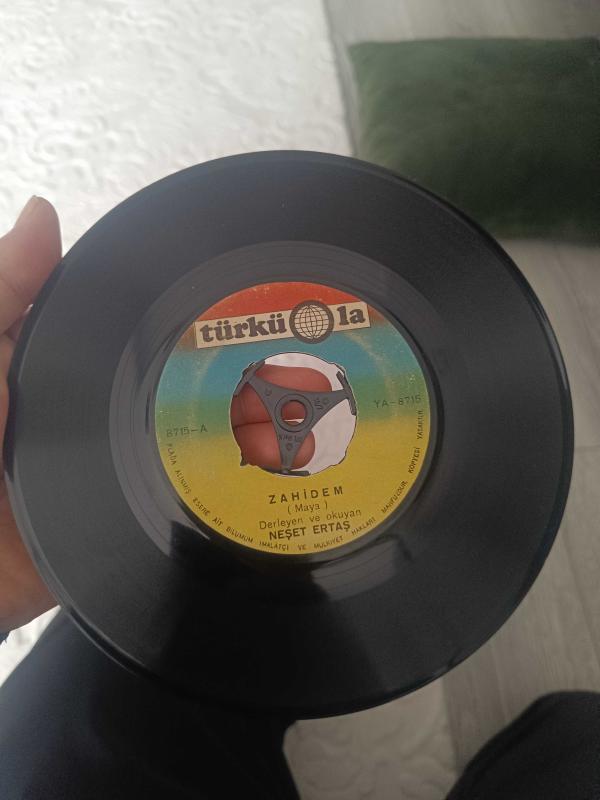 türkü ola
8715-A
YA-8715
ZAHİDEM
(Maya)
Derleyen ve okuyan
NEŞET ERTAŞ
PLAĞA ALINMIŞ ESERE AİT BİLUMUM İMALATÇI VE MÜLKİYET HAKLARI MAHFUZDUR, KOPYESİ YASAKTIR.